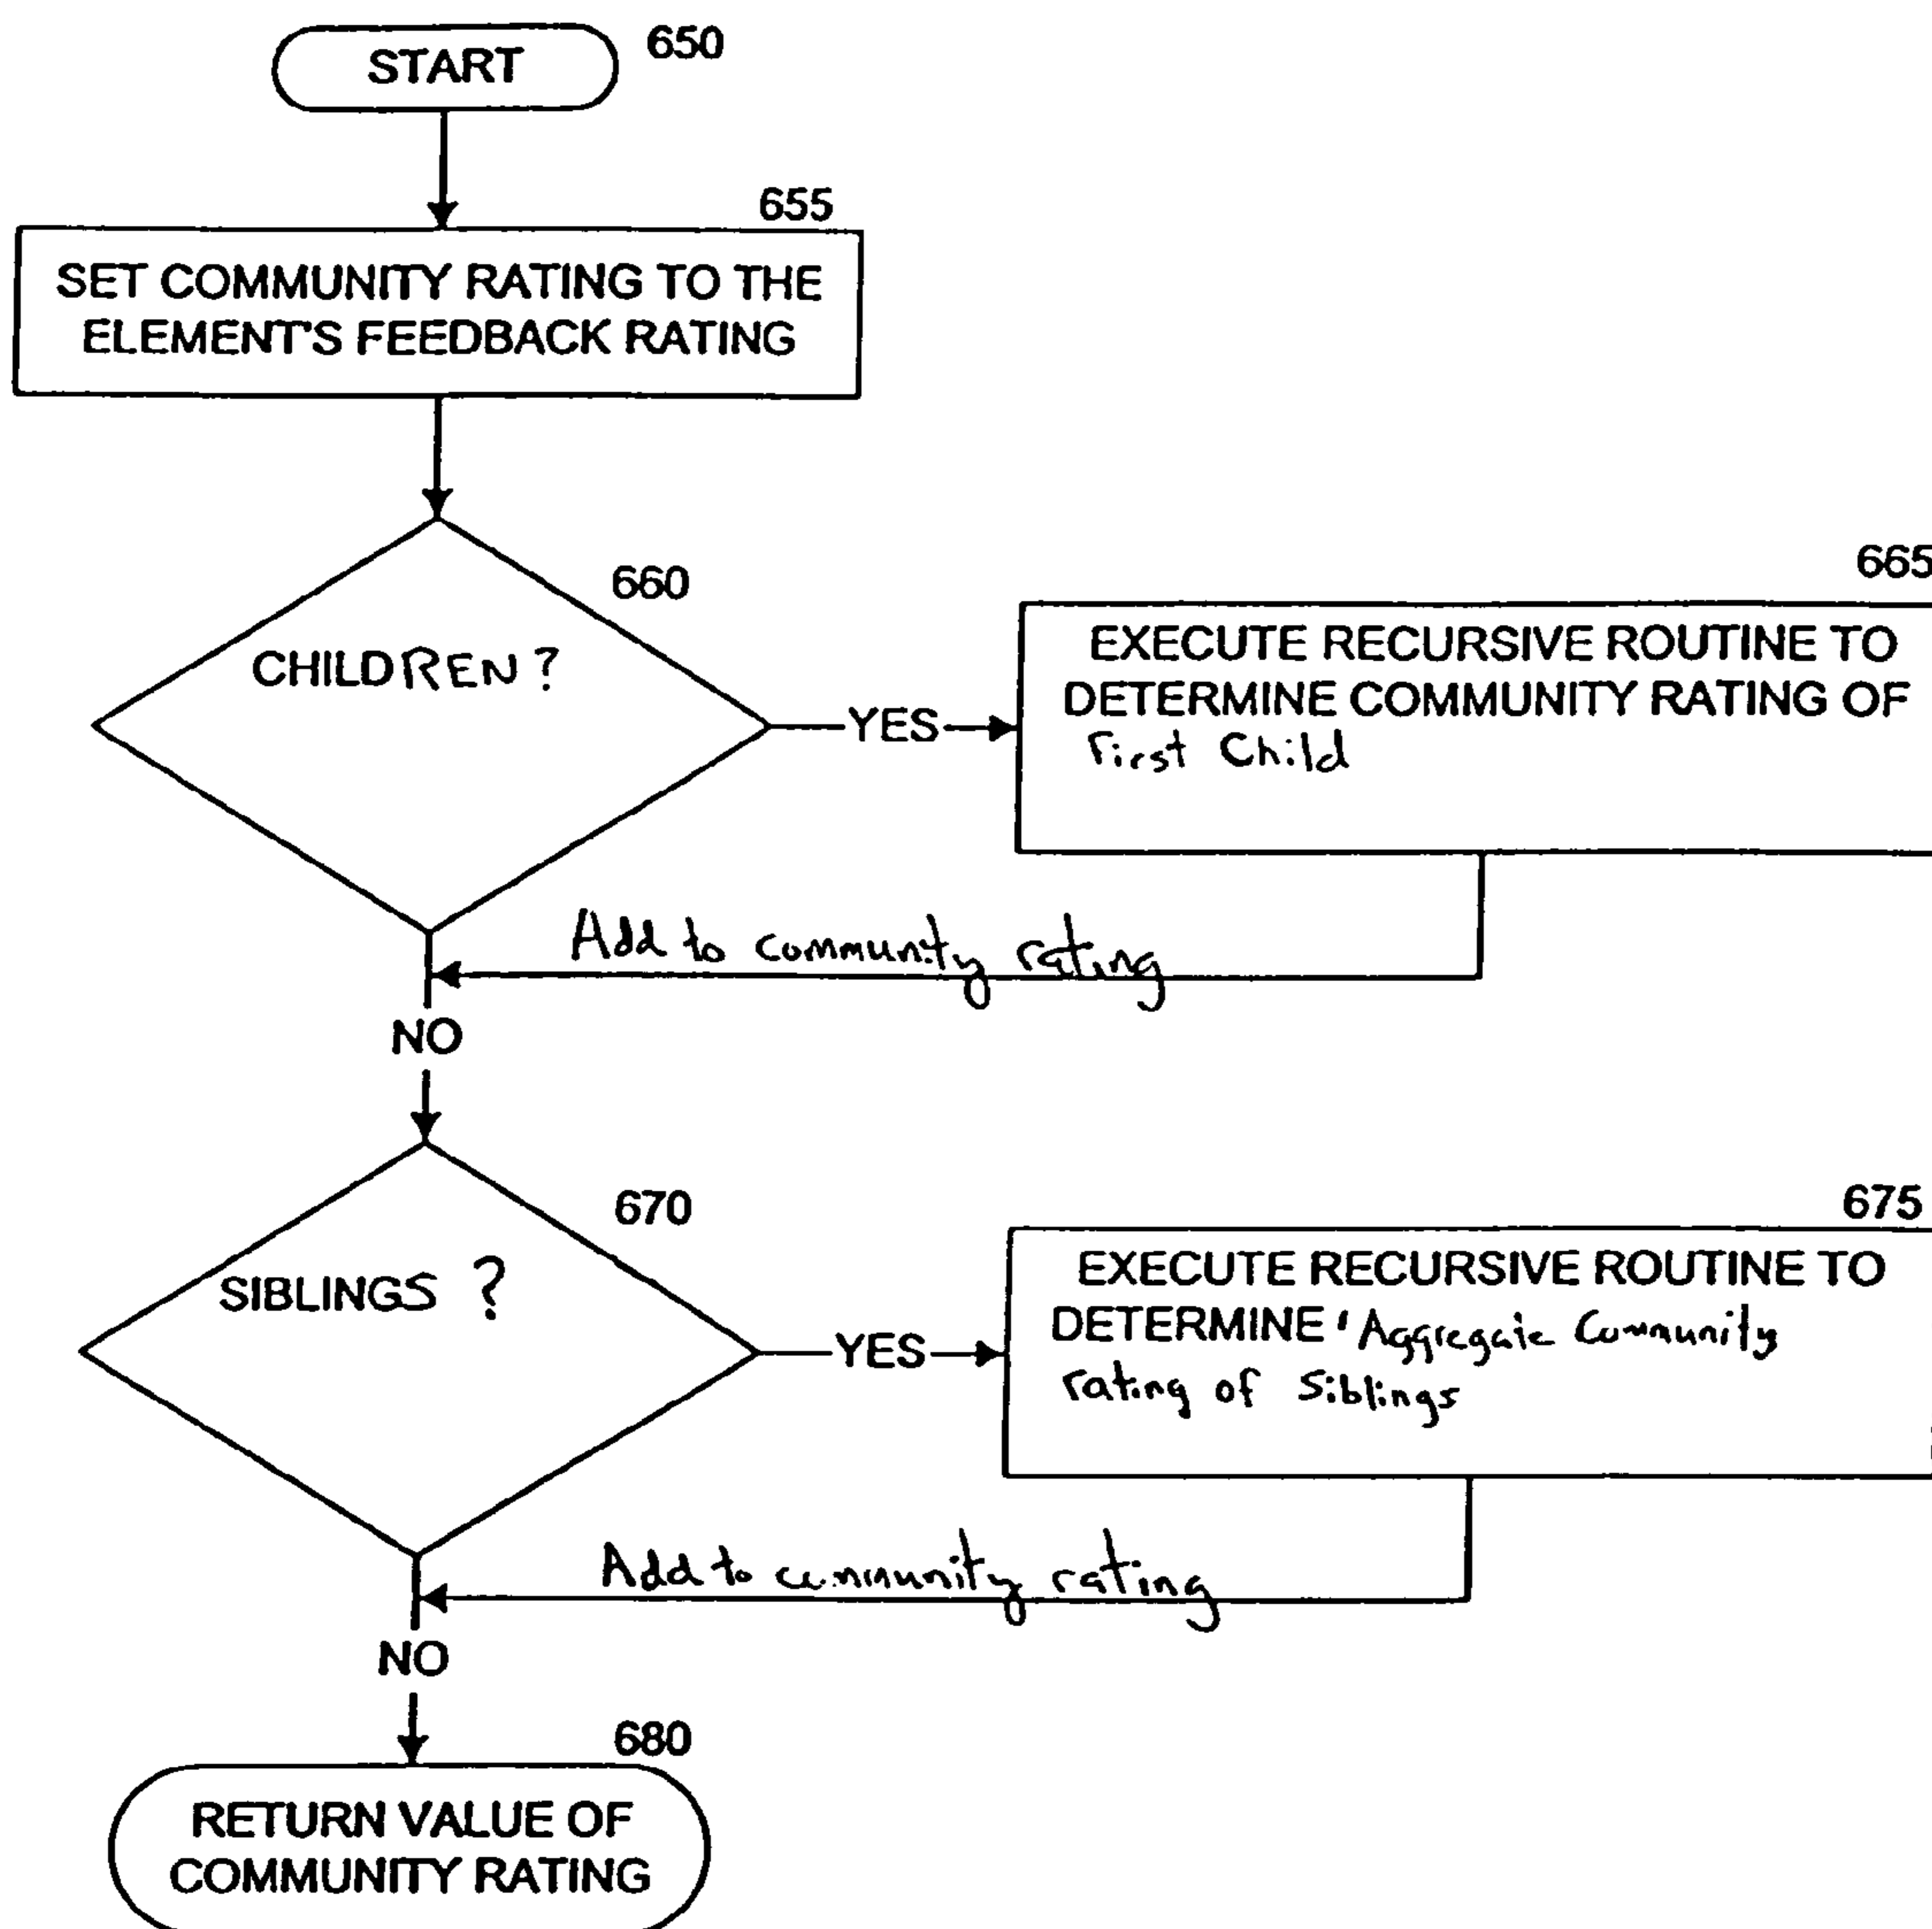 START
650
655
SET COMMUNITY RATING TO THE
ELEMENT'S FEEDBACK RATING
660
CHILDREN ?
YES
665
EXECUTE RECURSIVE ROUTINE TO
DETERMINE COMMUNITY RATING OF
First Child
Add to community rating
NO
670
SIBLINGS ?
YES
675
EXECUTE RECURSIVE ROUTINE TO
DETERMINE Aggregate Community
rating of Siblings
Add to community rating
NO
680
RETURN VALUE OF
COMMUNITY RATING